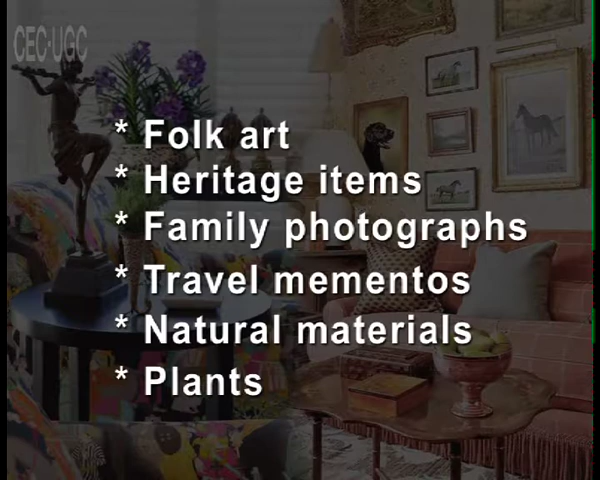 CEC-UGC
* Folk art
* Heritage items
* Family photographs
* Travel mementos
* Natural materials
* Plants